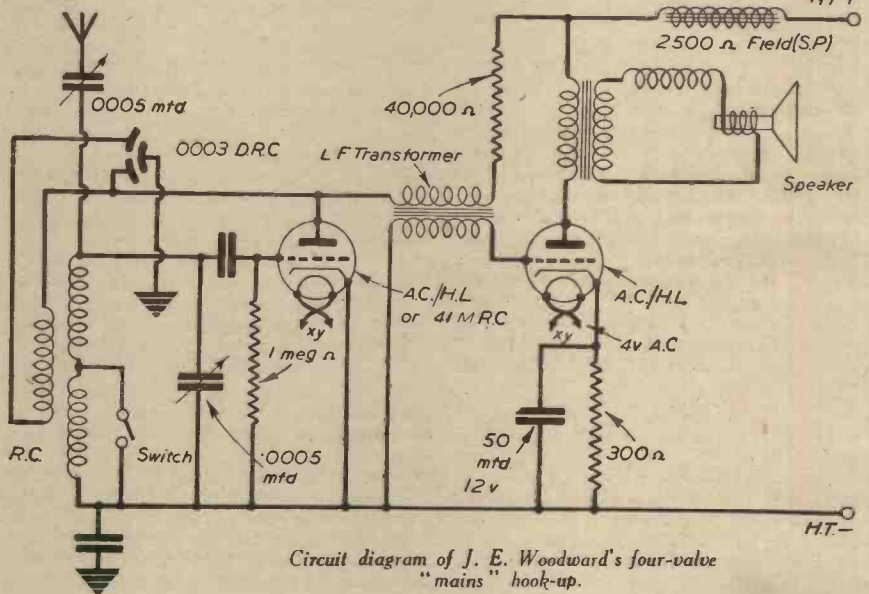 H.T.+
2500 Ω Field (S.P)
40,000 Ω
.0005 mfd
.0003 D.R.C
L F Transformer
Speaker
A.C./H.L
or 41 M R.C
A.C./H.L
xy
xy
4v A.C
1 meg Ω
R.C.
Switch
.0005
mfd
50
mfd.
12 v
300 Ω
H.T.-
Circuit diagram of J. E. Woodward's four-valve
"mains" hook-up.